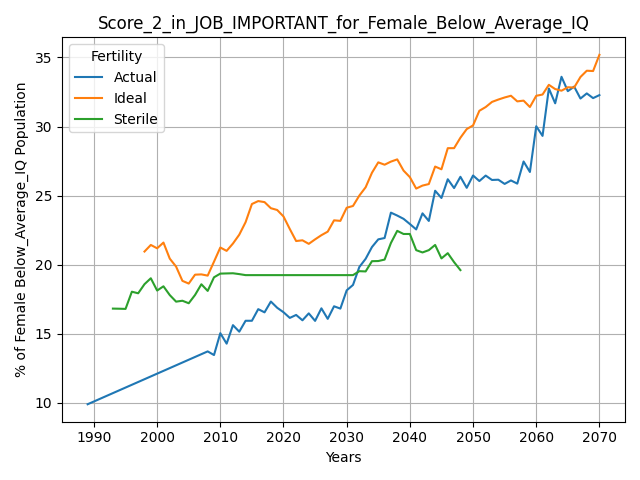 Score_2_in_JOB_IMPORTANT_for_Female_Below_Average_IQ
Fertility
Actual
Ideal
Sterile
% of Female Below_Average_IQ Population
35
30
25
20
15
10
1990
2000
2010
2020
2030
2040
2050
2060
2070
Years